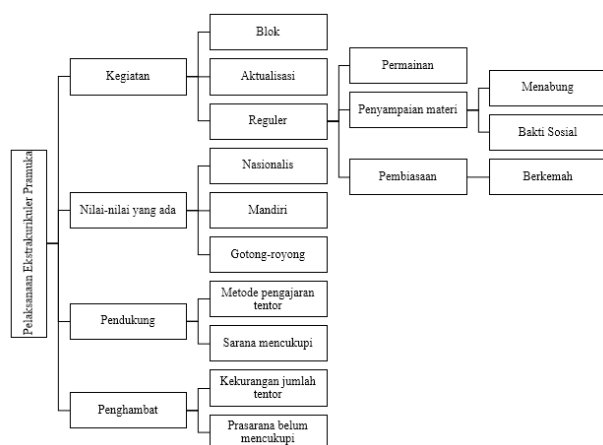 Pelaksanaan Ekstrakurikuler Pramuka
Kegiatan
Blok
Aktualisasi
Reguler
Permainan
Penyampaian materi
Menabung
Bakti Sosial
Pembiasaan
Berkemah
Nilai-nilai yang ada
Nasionalis
Mandiri
Gotong-royong
Pendukung
Metode pengajaran
tentor
Sarana mencukupi
Penghambat
Kekurangan jumlah
tentor
Prasarana belum
mencukupi